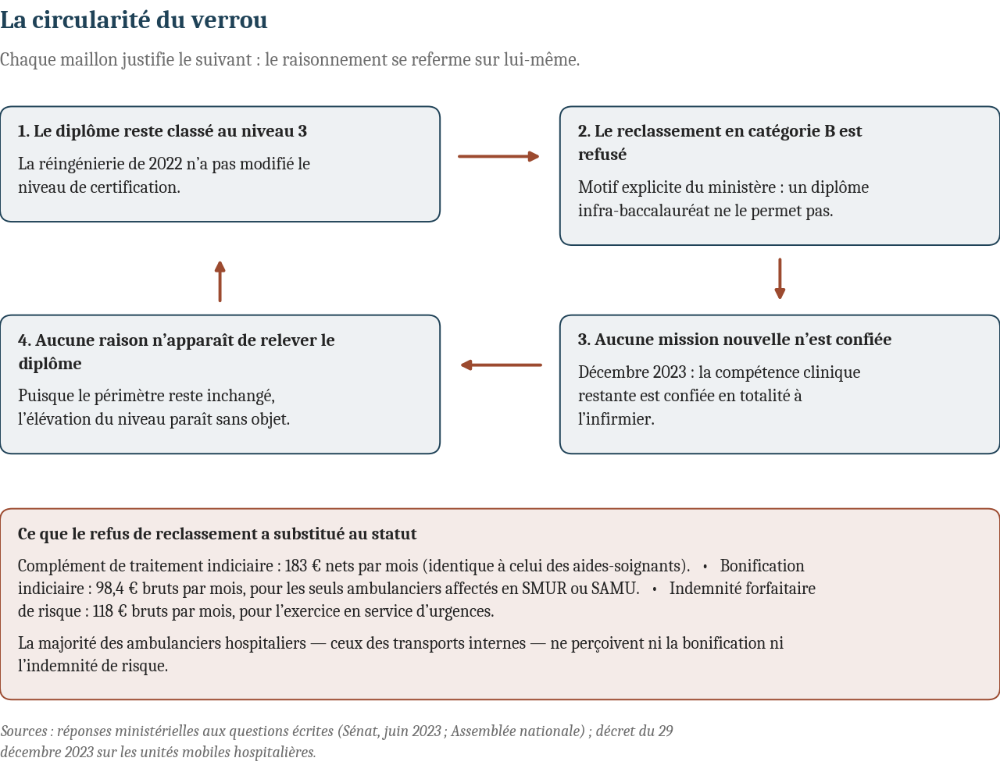 La circularité du verrou
Chaque maillon justifie le suivant : le raisonnement se referme sur lui-même.
1. Le diplôme reste classé au niveau 3
La réingénierie de 2022 n’a pas modifié le
niveau de certification.
2. Le reclassement en catégorie B est
refusé
Motif explicite du ministère : un diplôme
infra-baccalauréat ne le permet pas.
3. Aucune mission nouvelle n’est confiée
Décembre 2023 : la compétence clinique
restante est confiée en totalité à
l’infirmier.
4. Aucune raison n’apparaît de relever le
diplôme
Puisque le périmètre reste inchangé,
l’élévation du niveau paraît sans objet.
Ce que le refus de reclassement a substitué au statut
Complément de traitement indiciaire : 183 € nets par mois (identique à celui des aides-soignants). • Bonification
indiciaire : 98,4 € bruts par mois, pour les seuls ambulanciers affectés en SMUR ou SAMU. • Indemnité forfaitaire
de risque : 118 € bruts par mois, pour l’exercice en service d’urgences.
La majorité des ambulanciers hospitaliers — ceux des transports internes — ne perçoivent ni la bonification ni
l’indemnité de risque.
Sources : réponses ministérielles aux questions écrites (Sénat, juin 2023 ; Assemblée nationale) ; décret du 29
décembre 2023 sur les unités mobiles hospitalières.